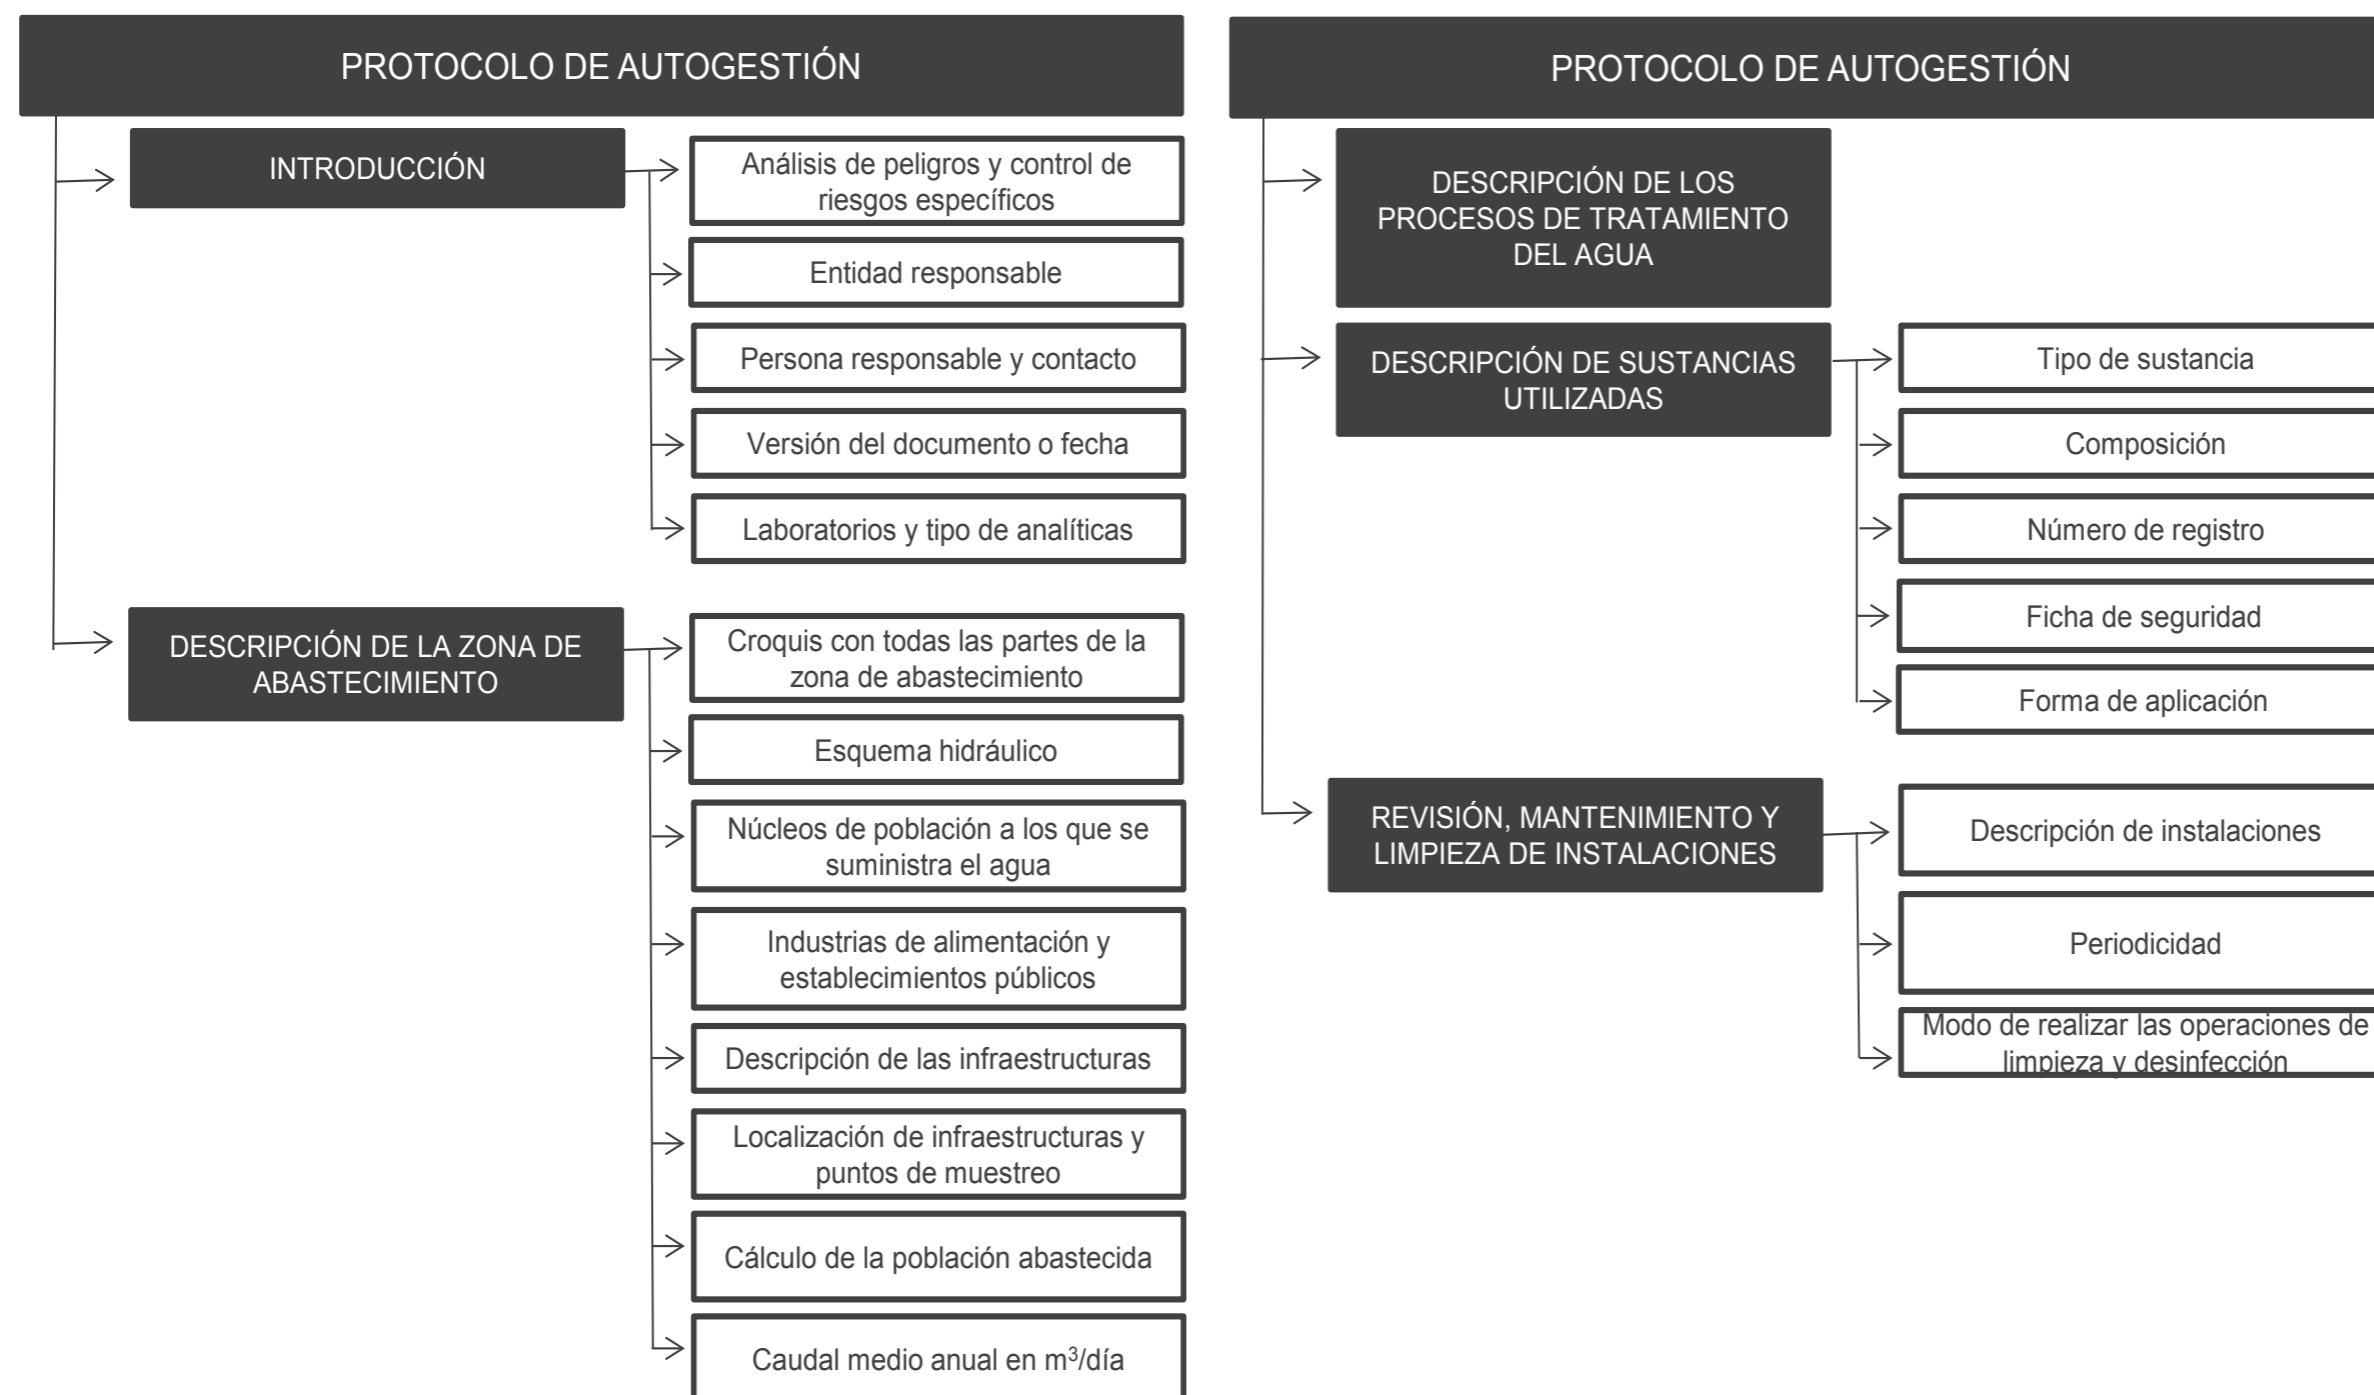 PROTOCOLO DE AUTOGESTIÓN
INTRODUCCIÓN
Análisis de peligros y control de
riesgos específicos
Entidad responsable
Persona responsable y contacto
Versión del documento o fecha
Laboratorios y tipo de analíticas
DESCRIPCIÓN DE LA ZONA DE
ABASTECIMIENTO
Croquis con todas las partes de la
zona de abastecimiento
Esquema hidráulico
Núcleos de población a los que se
suministra el agua
Industrias de alimentación y
establecimientos públicos
Descripción de las infraestructuras
Localización de infraestructuras y
puntos de muestreo
Cálculo de la población abastecida
Caudal medio anual en m³/día
PROTOCOLO DE AUTOGESTIÓN
DESCRIPCIÓN DE LOS
PROCESOS DE TRATAMIENTO
DEL AGUA
DESCRIPCIÓN DE SUSTANCIAS
UTILIZADAS
Tipo de sustancia
Composición
Número de registro
Ficha de seguridad
Forma de aplicación
REVISIÓN, MANTENIMIENTO Y
LIMPIEZA DE INSTALACIONES
Descripción de instalaciones
Periodicidad
Modo de realizar las operaciones de
limpieza y desinfección